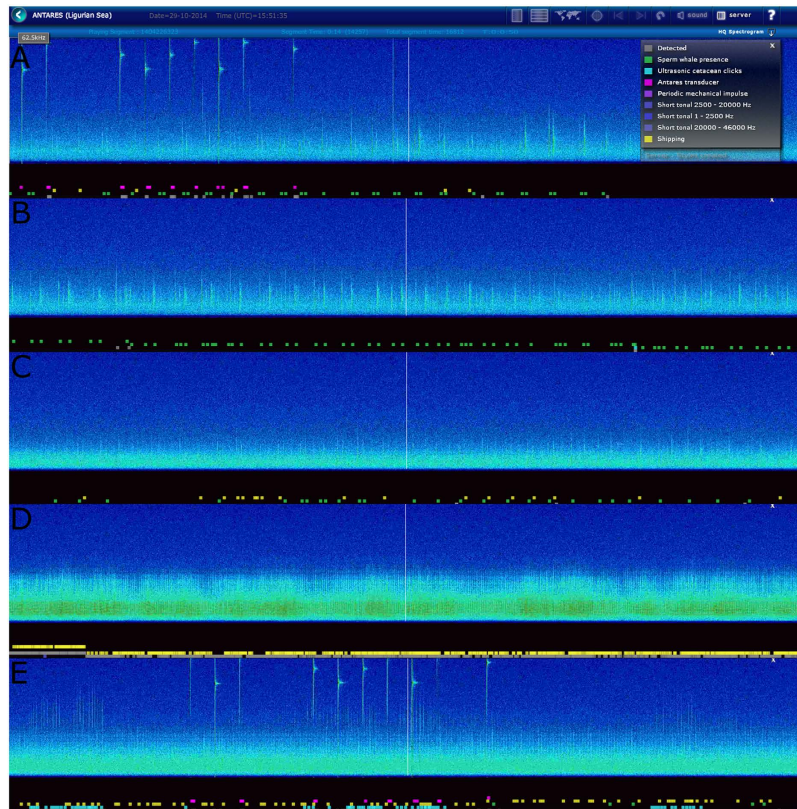 ANTARES (Ligurian Sea) Date=29-10-2014 Time (UTC)=15:51:35 sound server ?
HQ Spectrogram
62.5kHz
A
x
Detected
Sperm whale presence
Ultrasonic cetacean clicks
Antares transducer
Periodic mechanical impulse
Short tonal 2500 - 20000 Hz
Short tonal 1 - 2500 Hz
Short tonal 20000 - 46000 Hz
Shipping
B
x
C
x
D
x
E
x